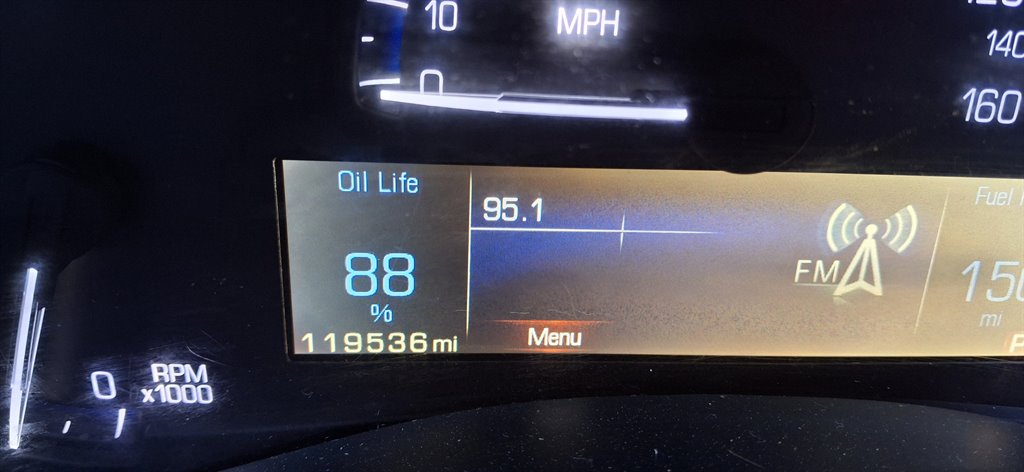 10
MPH
0
140
160
Oil Life
95.1
Fuel
88
FM
%
mi
119536 mi
Menu
0
RPM
x1000